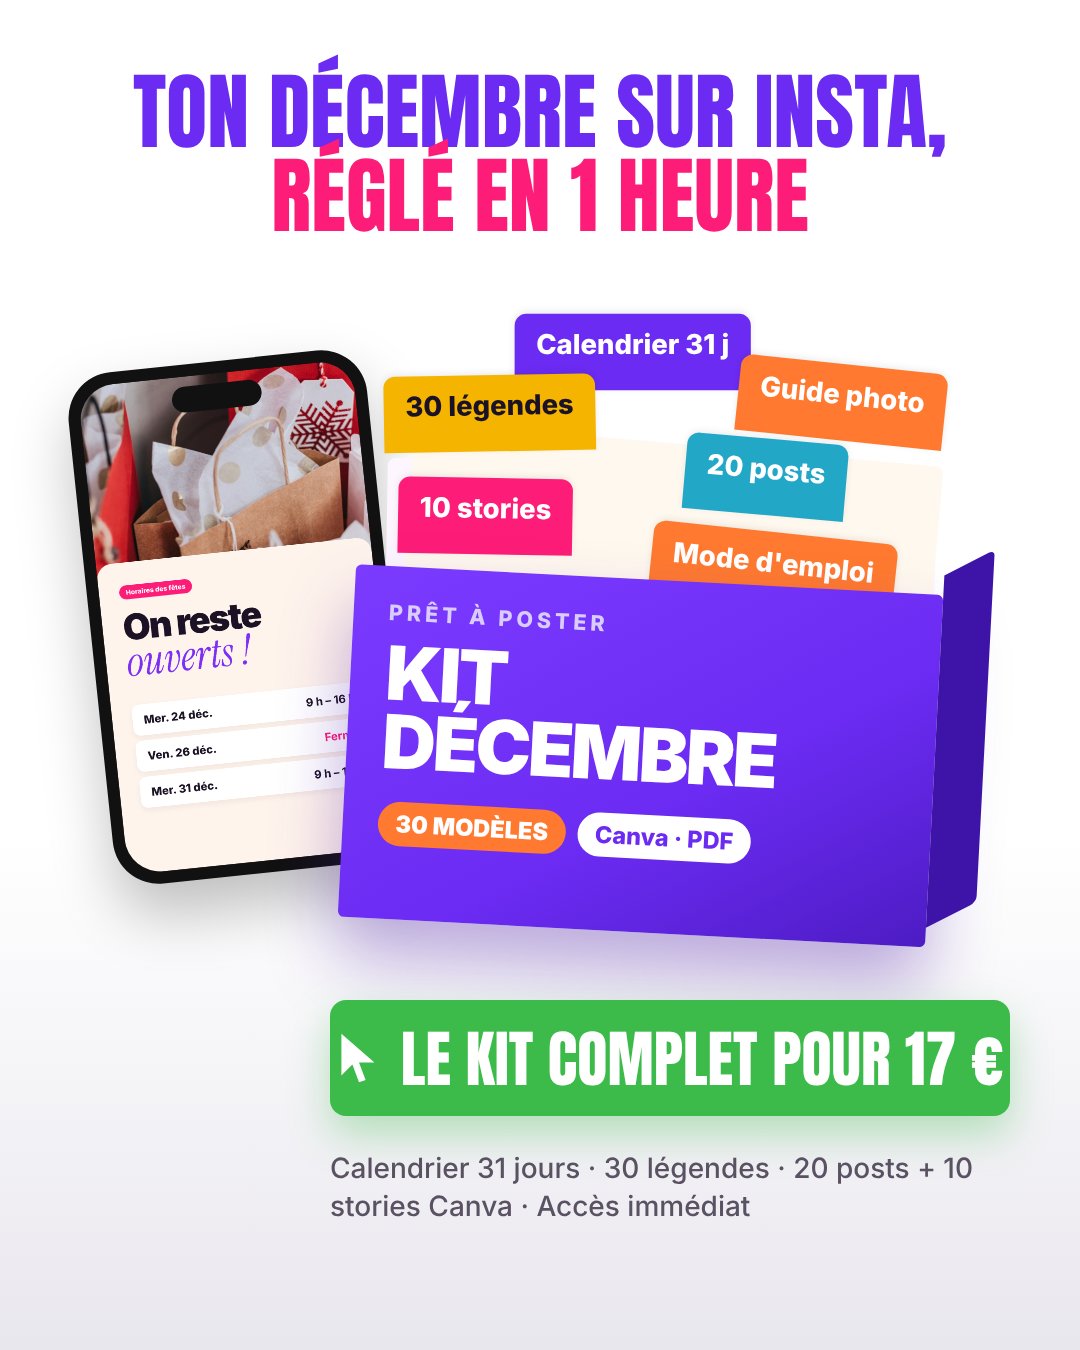 TON DÉCEMBRE SUR INSTA,
RÉGLÉ EN 1 HEURE
Calendrier 31 j
Guide photo
30 légendes
20 posts
10 stories
Mode d'emploi
Horaires des fêtes
On reste
ouverts !
Mer. 24 déc.
9 h – 16
Ven. 26 déc.
Mer. 31 déc.
9 h –
PRÊT À POSTER
KIT
DÉCEMBRE
30 MODÈLES
Canva · PDF
LE KIT COMPLET POUR 17 €
Calendrier 31 jours · 30 légendes · 20 posts + 10
stories Canva · Accès immédiat